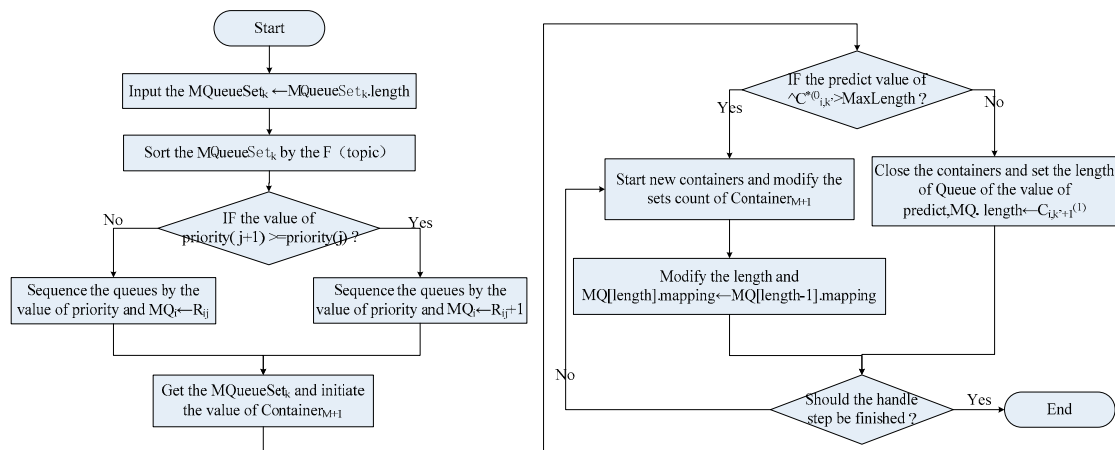 Start
Input the MQueueSetk ←MQueueSetk.length
Sort the MQueueSetk by the F（topic）
IF the value of
priority( j+1) >=priority(j)？
No
Yes
Sequence the queues by the
value of priority and MQi←Rij
Sequence the queues by the
value of priority and MQi←Rij+1
Get the MQueueSetk and initiate
the value of ContainerM+1
IF the predict value of
^C*(0i,k'>MaxLength ?
Yes
No
Start new containers and modify the
sets count of ContainerM+1
Close the containers and set the length
of Queue of the value of
predict,MQ. length←Ci,k'+1(1)
Modify the length and
MQ[length].mapping←MQ[length-1].mapping
No
Should the handle
step be finished ?
Yes
End